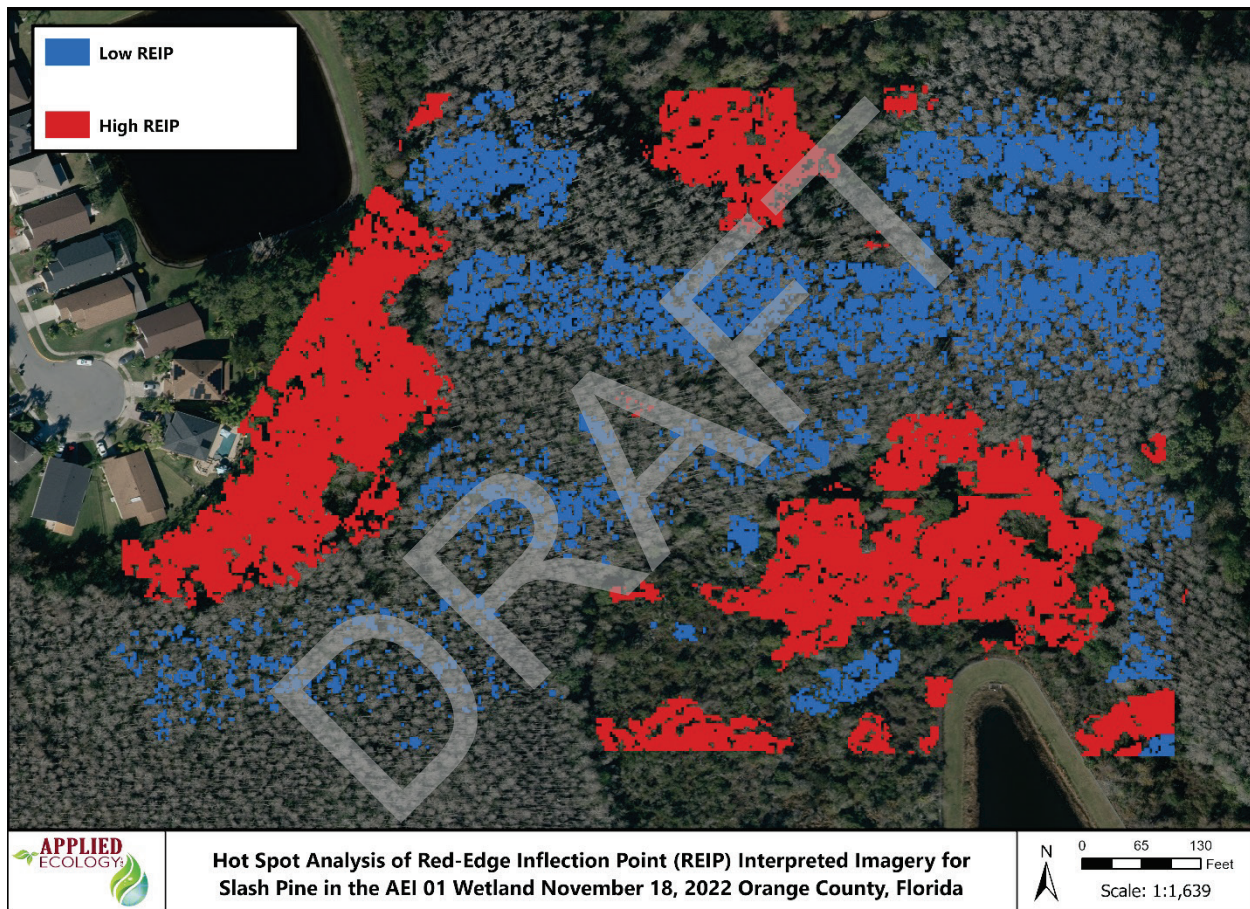 Low REIP
High REIP
DRAFT
APPLIED
ECOLOGY
Hot Spot Analysis of Red-Edge Inflection Point (REIP) Interpreted Imagery for
Slash Pine in the AEI 01 Wetland November 18, 2022 Orange County, Florida
N
0 65 130
Feet
Scale: 1:1,639